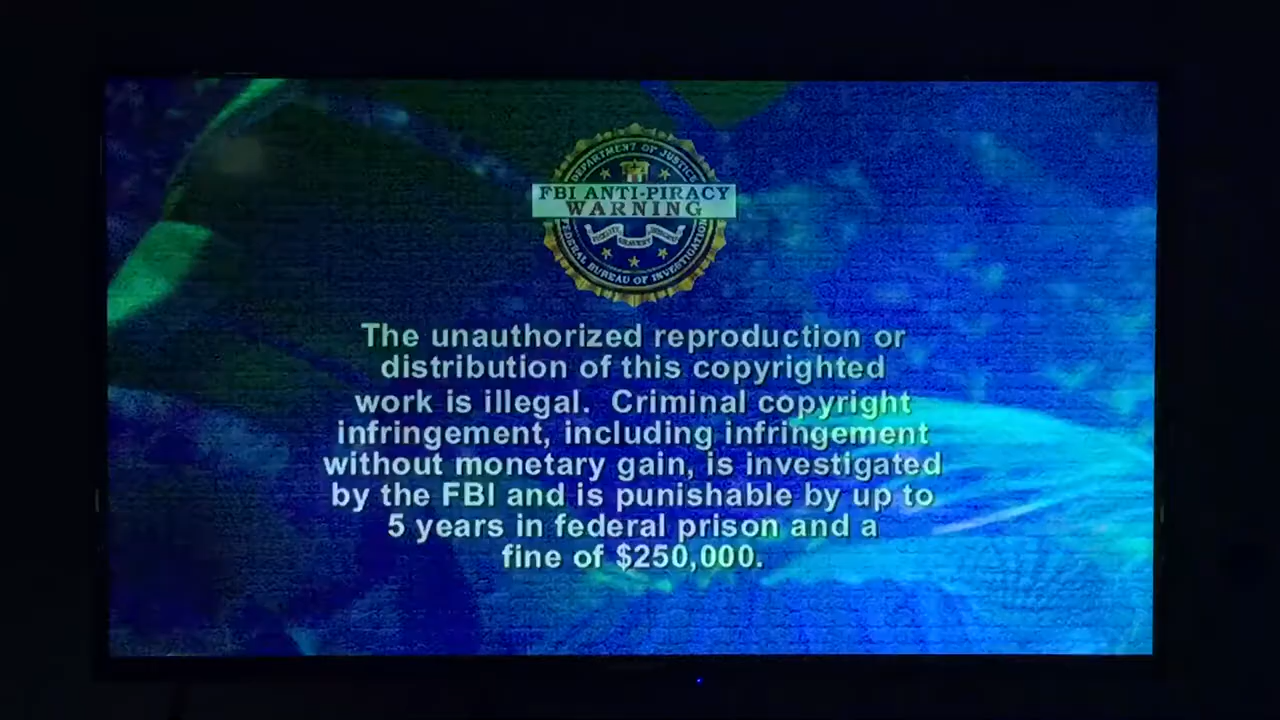 DEPARTMENT OF JUSTICE
FBI ANTI-PIRACY
WARNING
FEDERAL BUREAU OF INVESTIGATION
The unauthorized reproduction or
distribution of this copyrighted
work is illegal.  Criminal copyright
infringement, including infringement
without monetary gain, is investigated
by the FBI and is punishable by up to
5 years in federal prison and a
fine of $250,000.